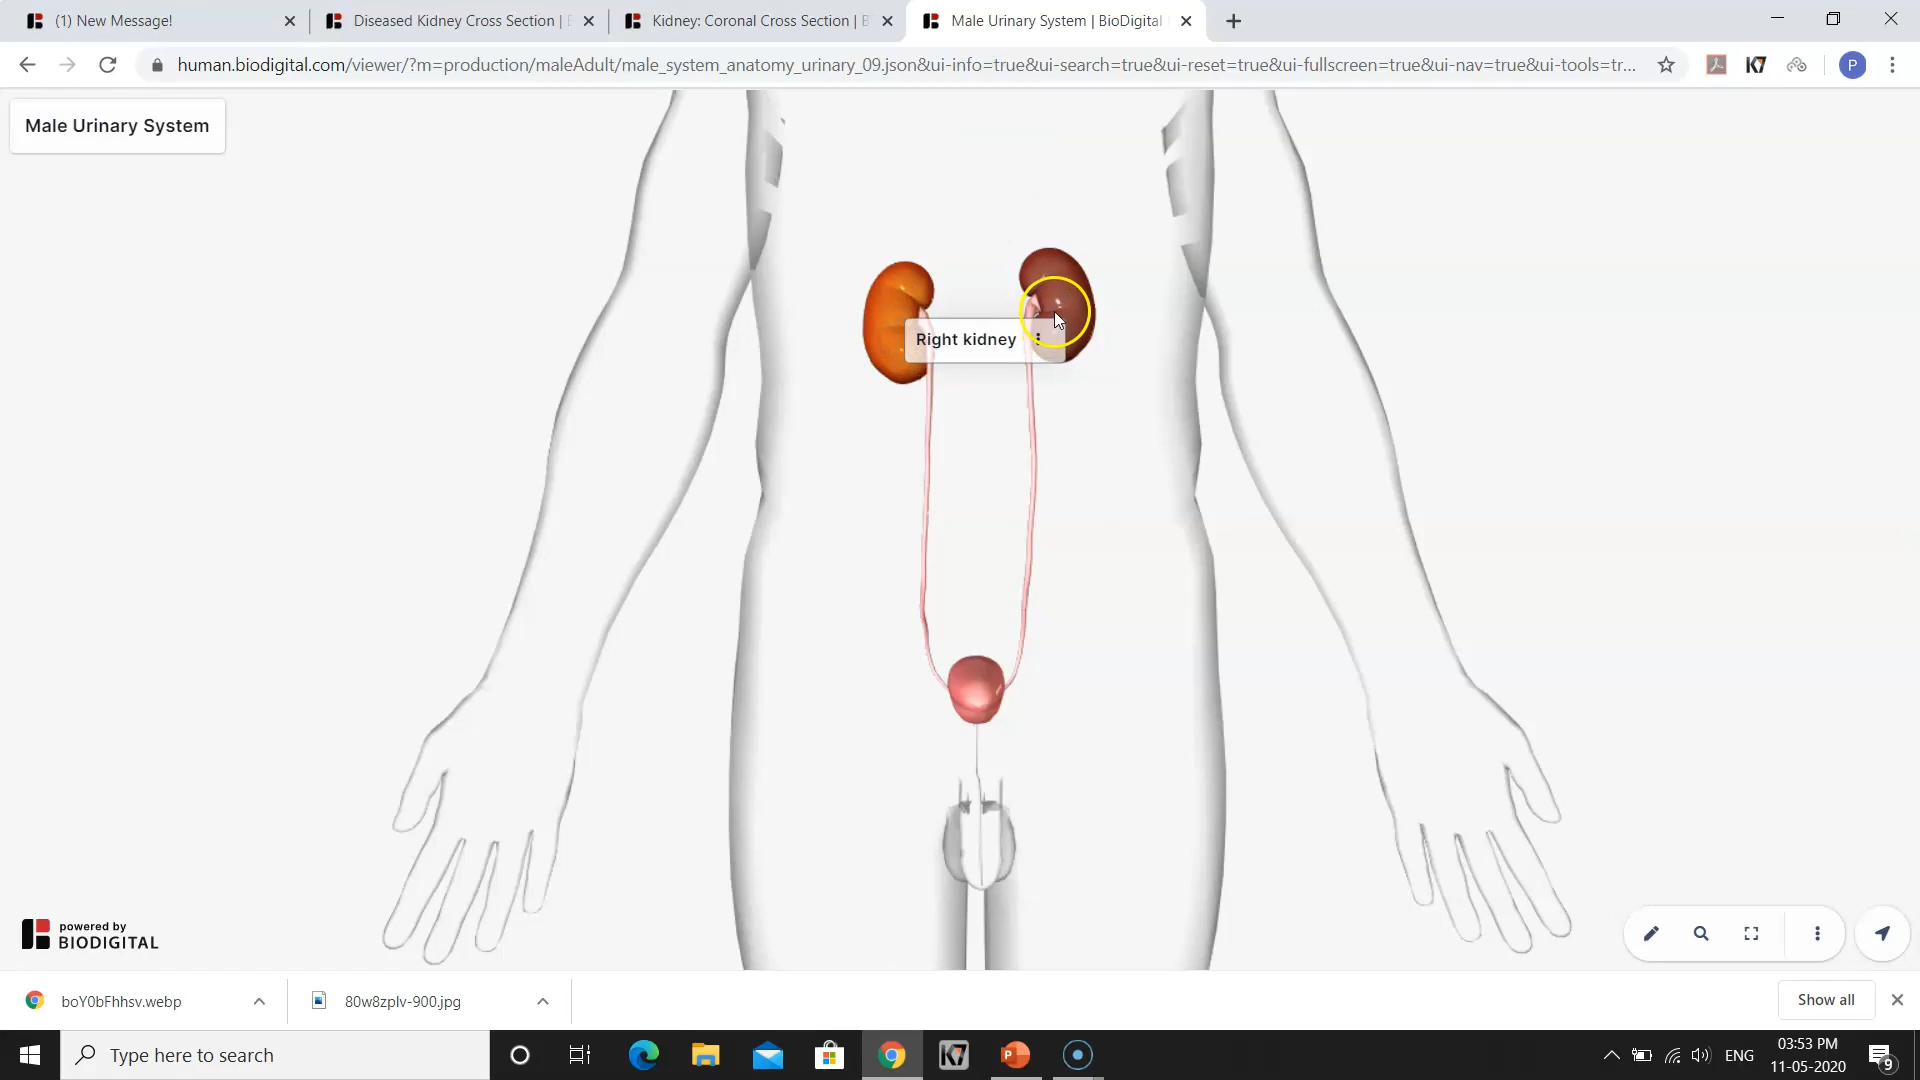 (1) New Message!
Diseased Kidney Cross Section |
Kidney: Coronal Cross Section |
Male Urinary System | BioDigital
human.biodigital.com/viewer/?m=production/maleAdult/male_system_anatomy_urinary_09.json&ui-info=true&ui-search=true&ui-reset=true&ui-fullscreen=true&ui-nav=true&ui-tools=tr...
K7
P
Male Urinary System
Right kidney
powered by
BIODIGITAL
boY0bFhhsv.webp
80w8zplv-900.jpg
Show all
Type here to search
K7
ENG
03:53 PM
11-05-2020
9